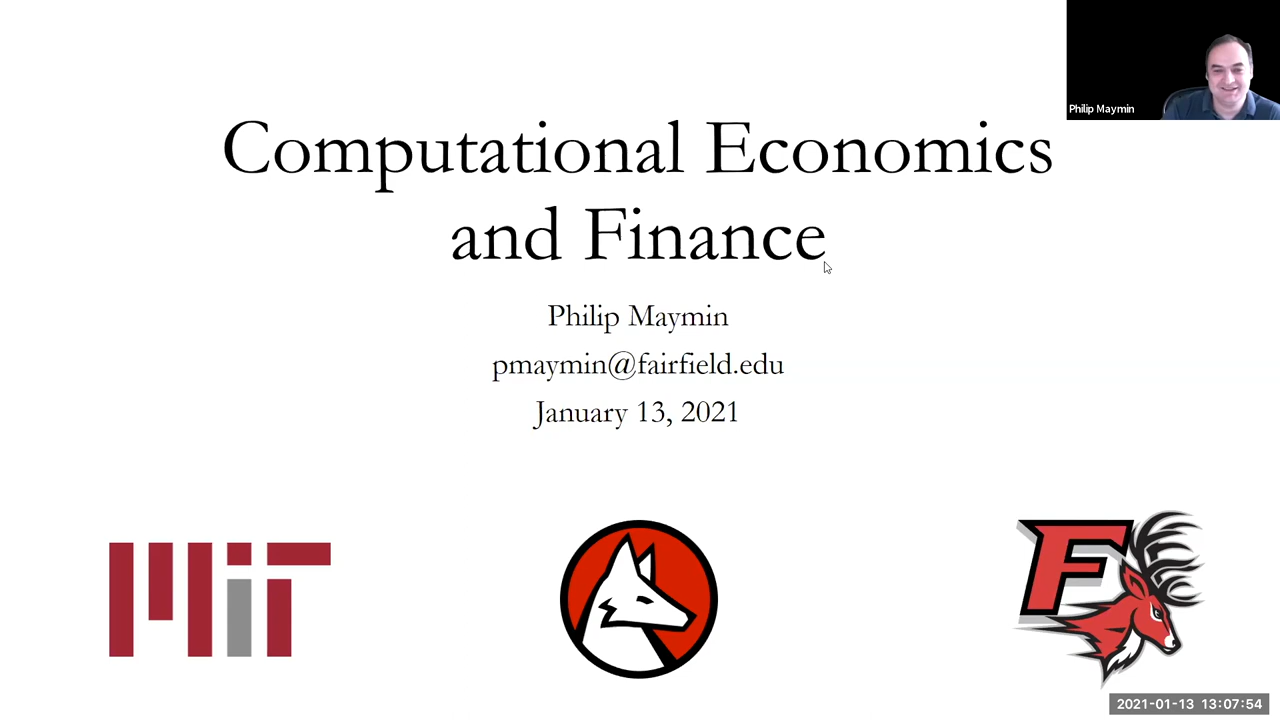 Philip Maymin
Computational Economics
and Finance
Philip Maymin
pmaymin@fairfield.edu
January 13, 2021
MIT
F
2021-01-13 13:07:54